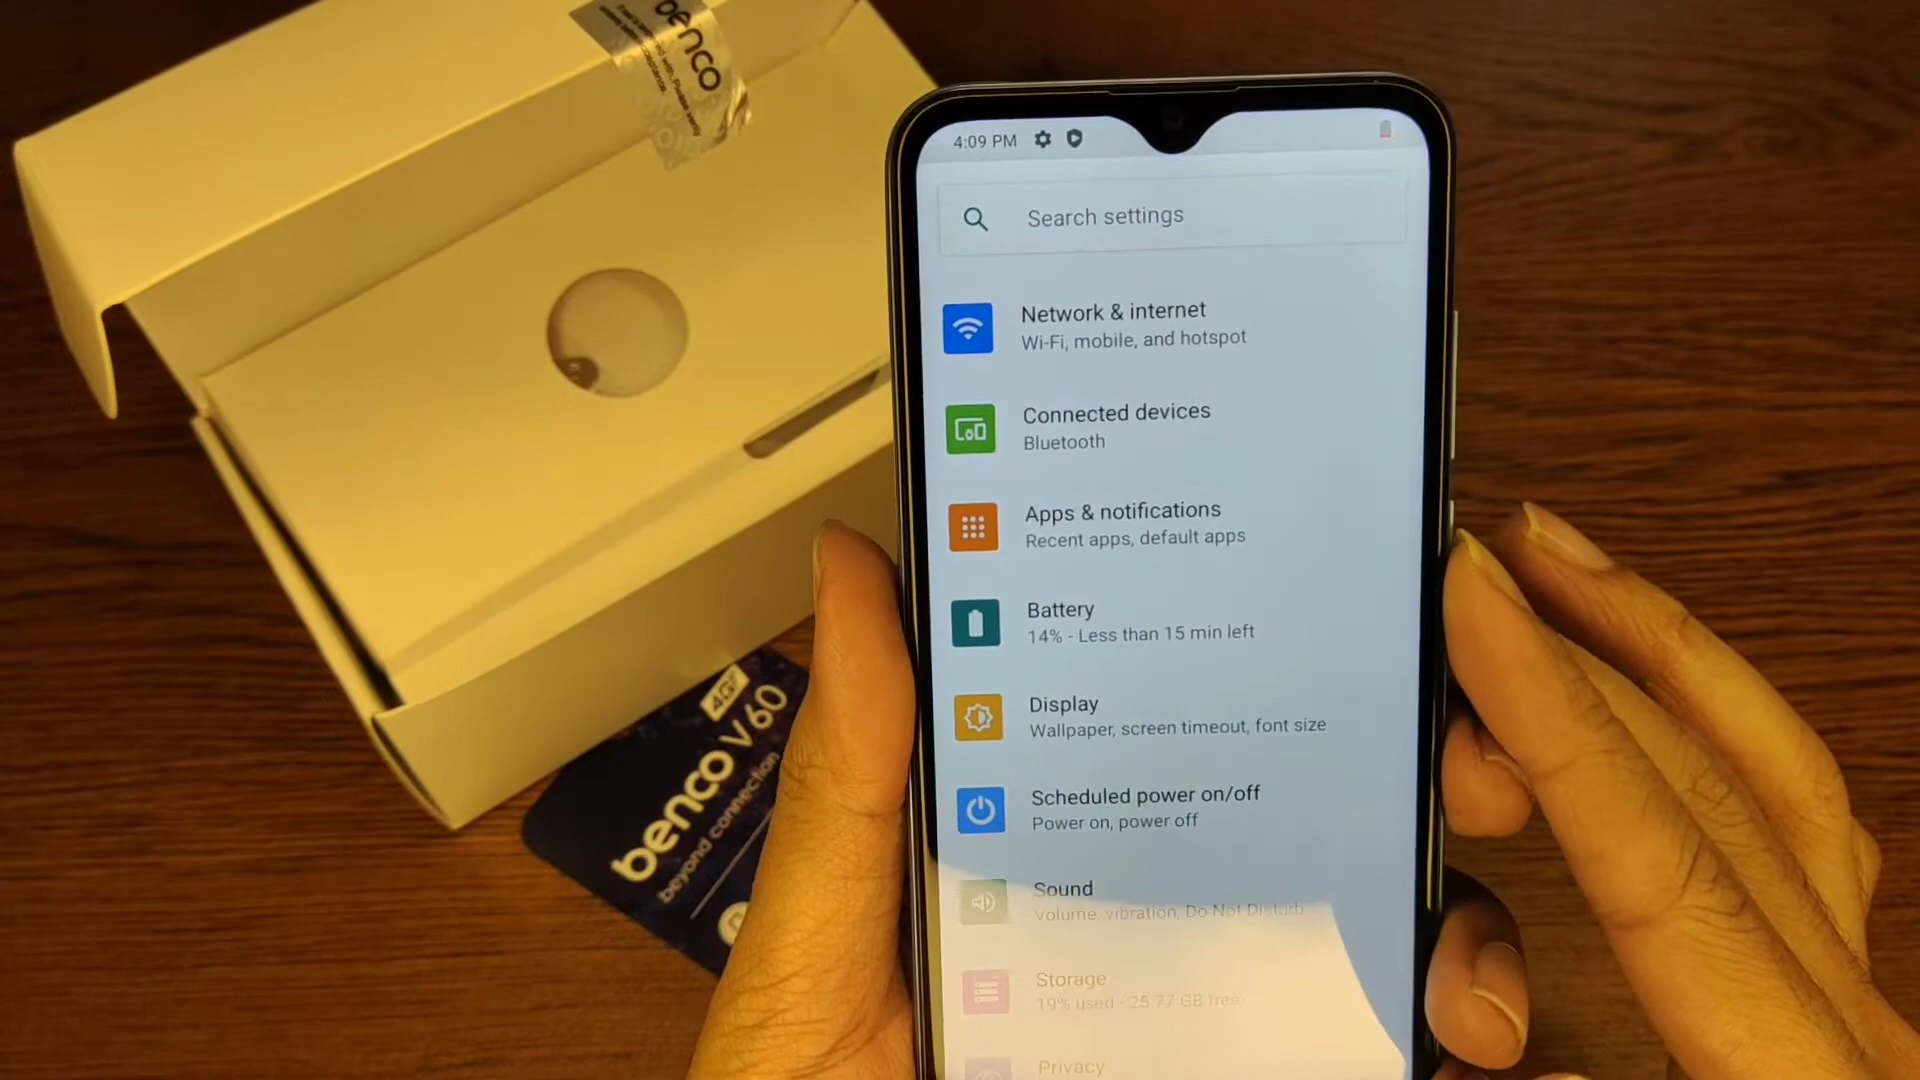 benco
4:09 PM
Search settings
Network & internet
Wi-Fi, mobile, and hotspot
Connected devices
Bluetooth
Apps & notifications
Recent apps, default apps
Battery
14% - Less than 15 min left
Display
Wallpaper, screen timeout, font size
Scheduled power on/off
Power on, power off
Sound
Volume, vibration, Do Not Disturb
Storage
19% used - 25.77 GB free
Privacy
4G
benco V60
beyond connection